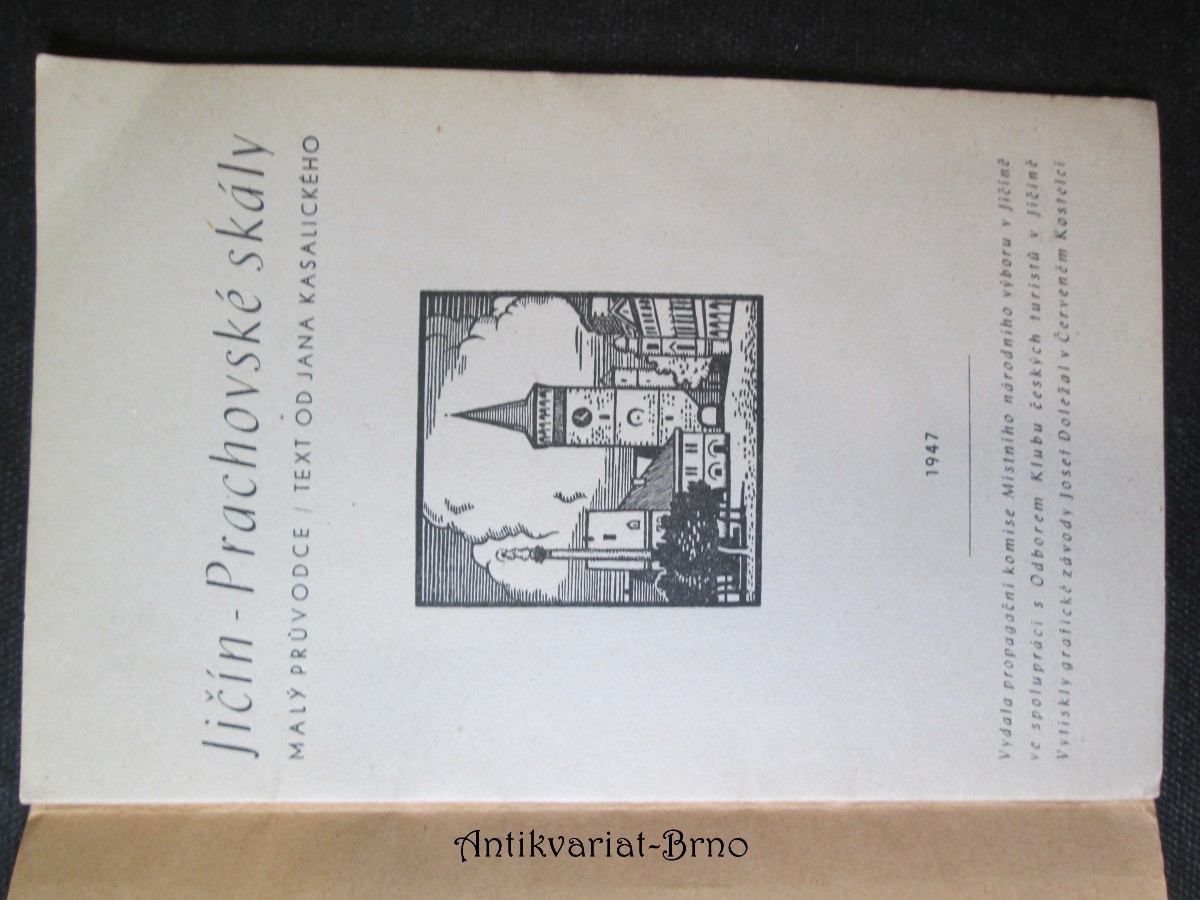 Jičín - Prachovské skály
MALÝ PRŮVODCE / TEXT OD JANA KASALICKÉHO
1947
Vydala propagační komise Místního národního výboru v Jičíně
ve spolupráci s Odborem Klubu českých turistů v Jičíně
Vytiskly grafické závody Josef Doležal v Červeném Kostelci
Antikvariat-Brno